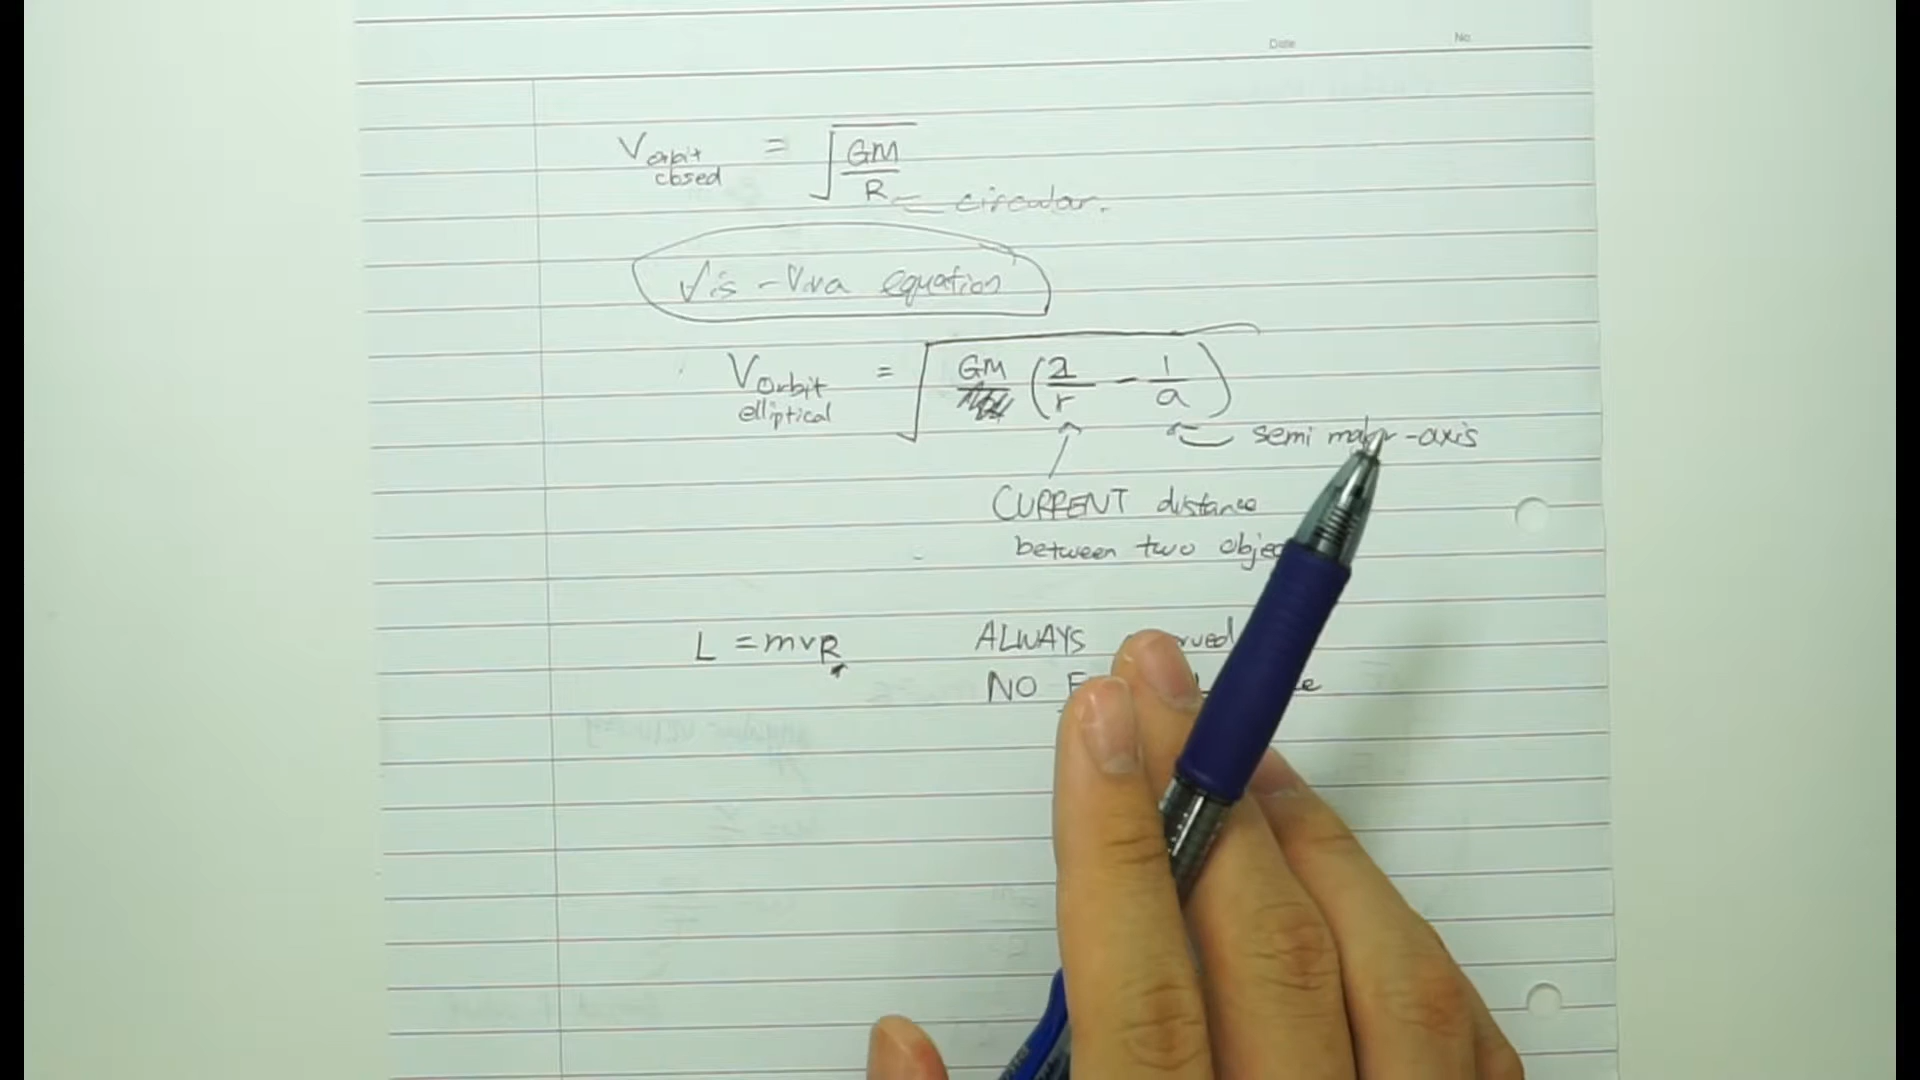 Date No
V orbit closed = √(GM/R) circular.
Vis-Viva equation
V orbit elliptical = √(GM (2/r - 1/a))
semi major-axis
CURRENT distance
between two objec
L = mvR ALWAYS
NO